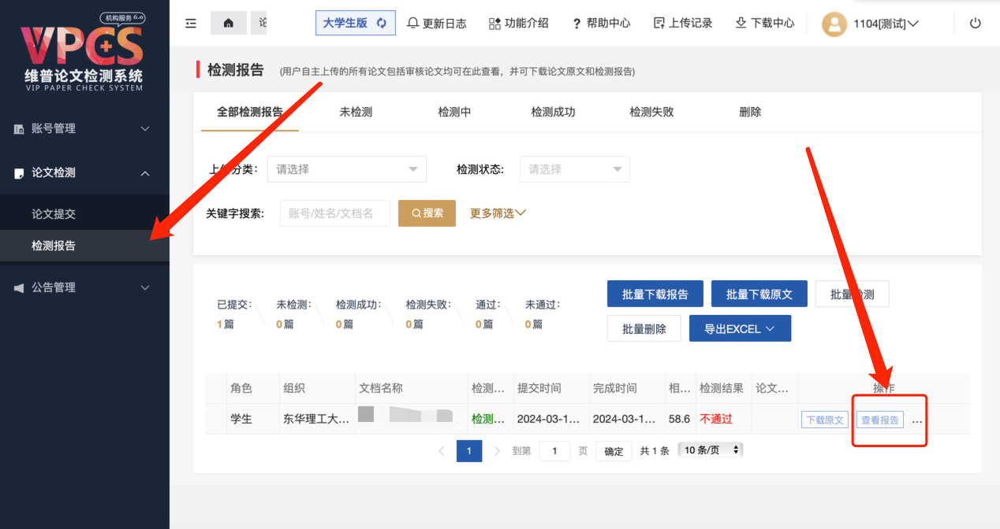 机构服务 6.0
VPCS
维普论文检测系统
VIP PAPER CHECK SYSTEM
账号管理
论文检测
论文提交
检测报告
公告管理
论
大学生版
更新日志
功能介绍
? 帮助中心
上传记录
下载中心
1104[测试]
检测报告 (用户自主上传的所有论文包括审核论文均可在此查看，并可下载论文原文和检测报告)
全部检测报告 未检测 检测中 检测成功 检测失败 删除
上传分类: 请选择 检测状态: 请选择
关键字搜索: 账号/姓名/文档名 搜索 更多筛选
已提交: 未检测: 检测成功: 检测失败: 通过: 未通过:
1篇 0篇 0篇 0篇 0篇 0篇
批量下载报告 批量下载原文 批量检测
批量删除 导出EXCEL
角色 组织 文档名称 检测... 提交时间 完成时间 相... 检测结果 论文... 操作
学生 东华理工大... 检测... 2024-03-1... 2024-03-1... 58.6 不通过 下载原文 查看报告 ...
1 到第 1 页 确定 共 1 条 10 条/页